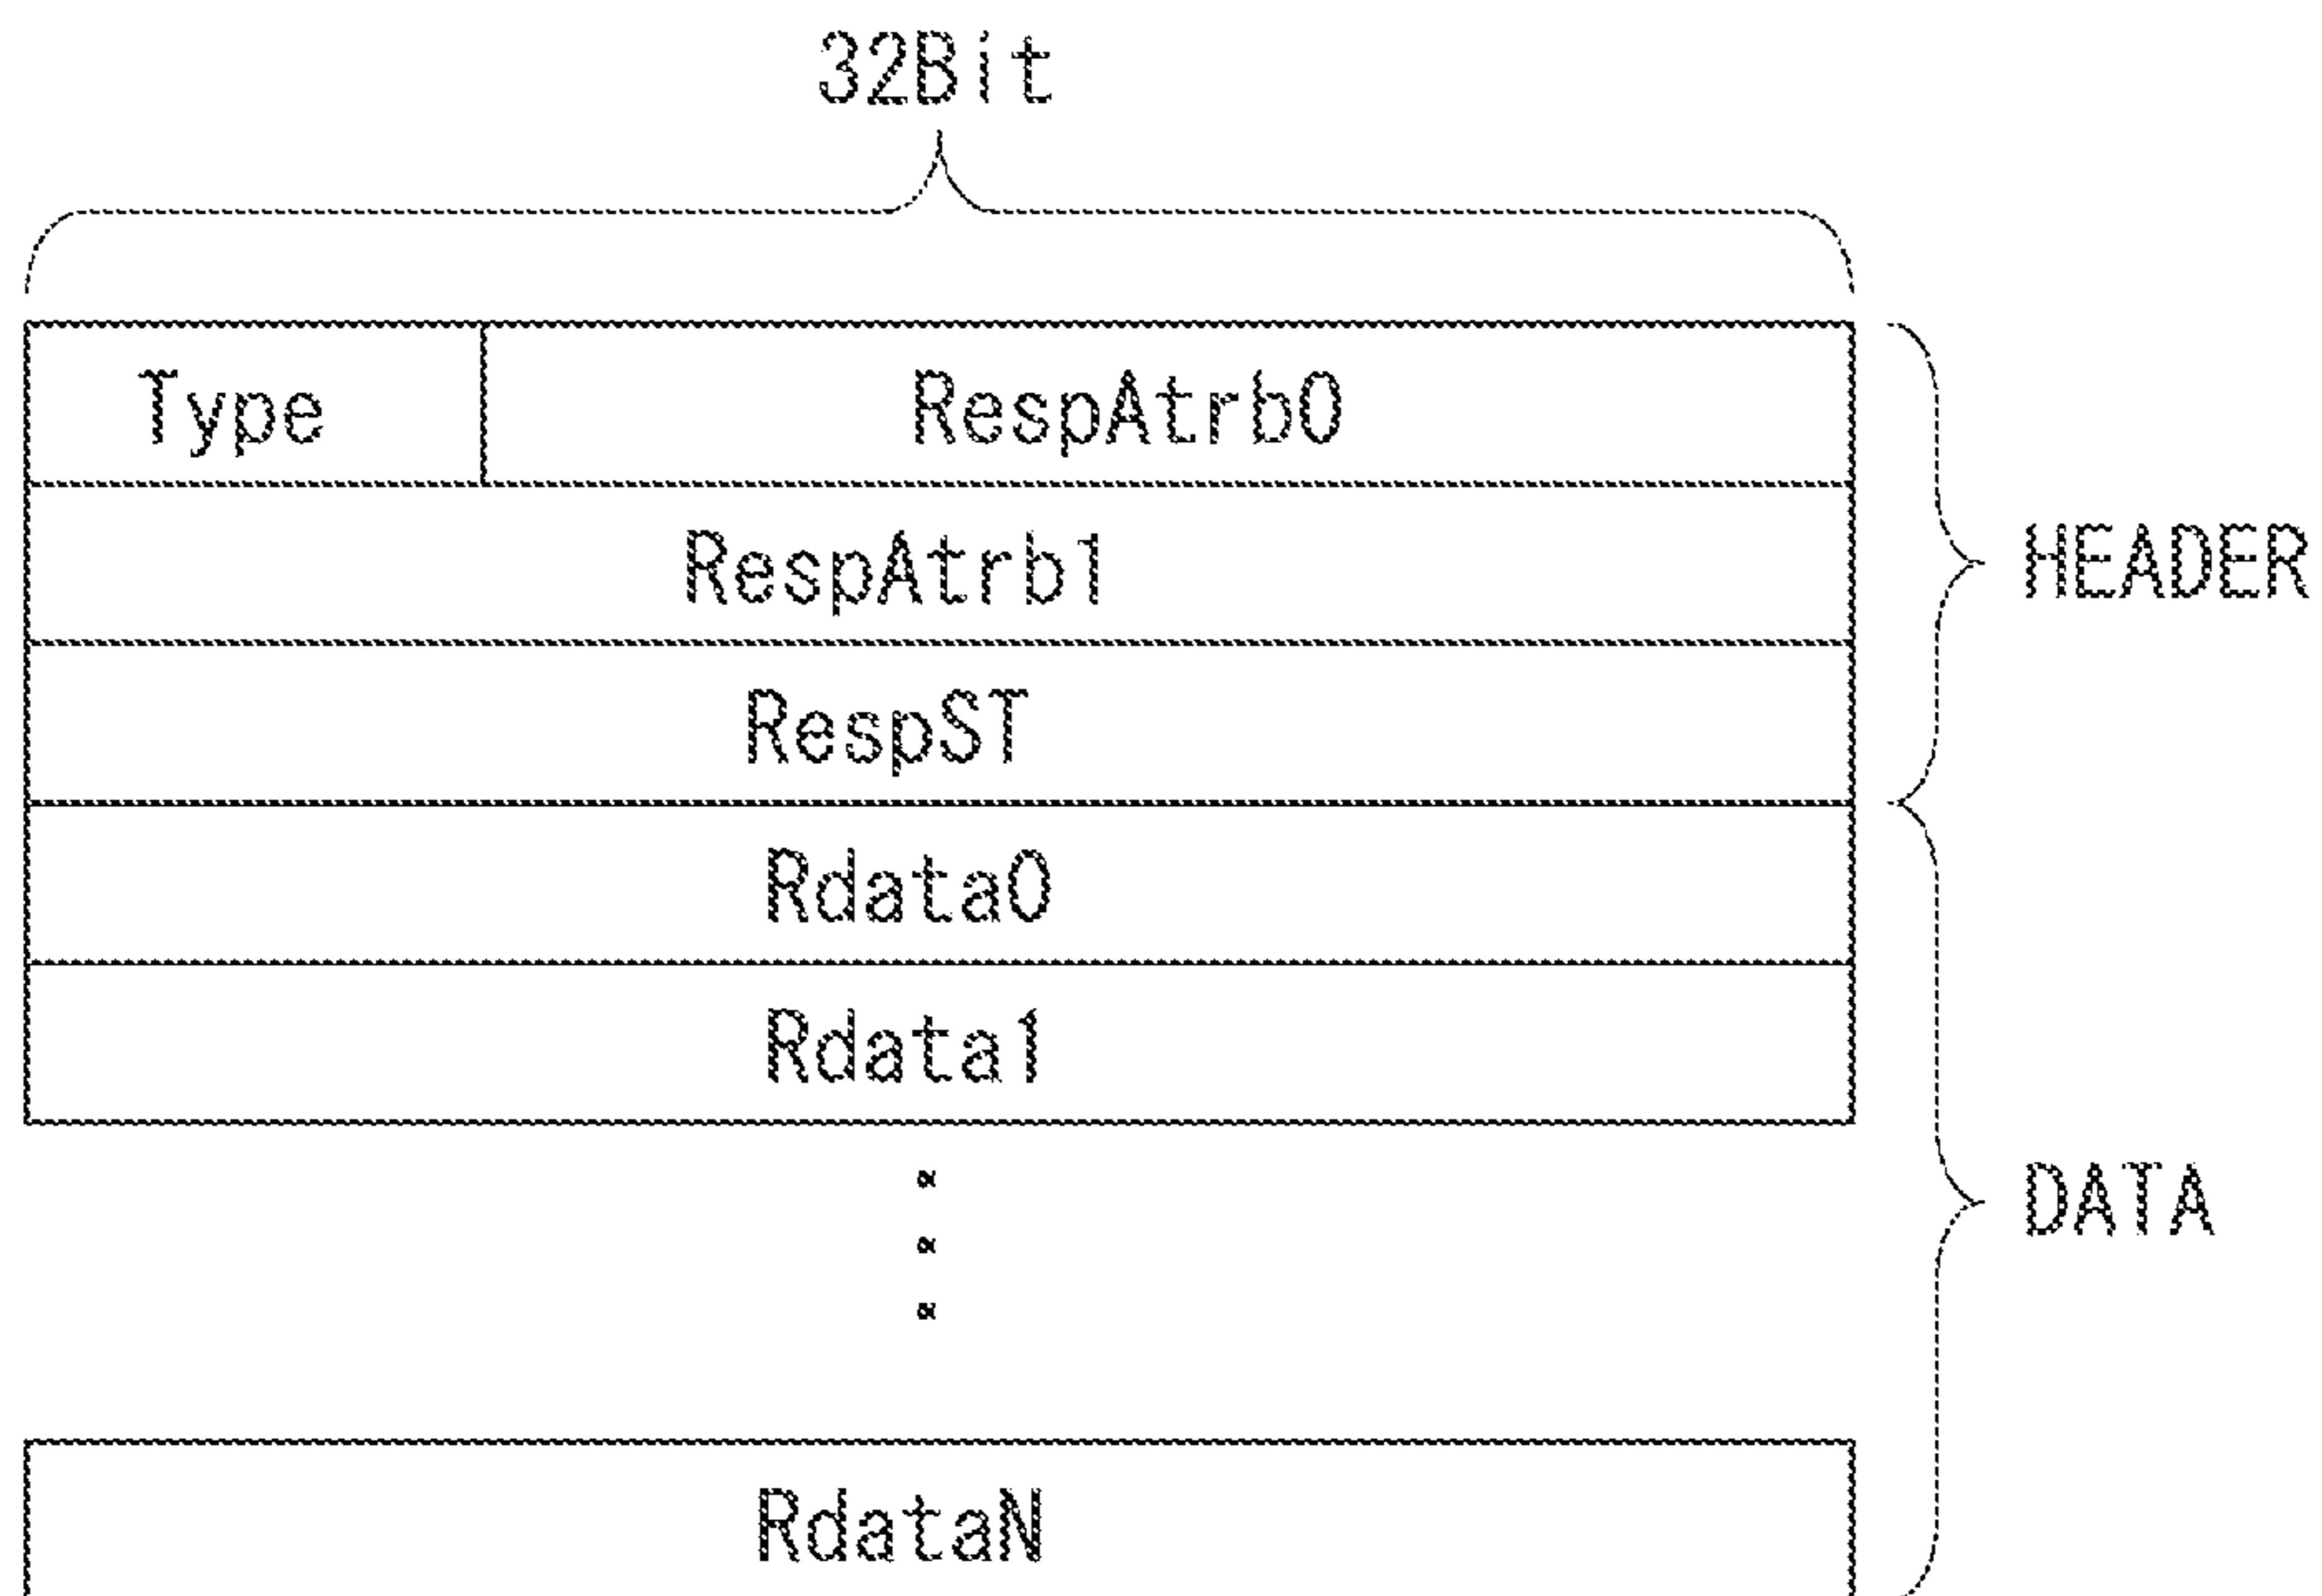 32Bit
Type RespAtrb0
RespAtrb1
HEADER
RespST
Rdata0
Rdata1
DATA
RdataN